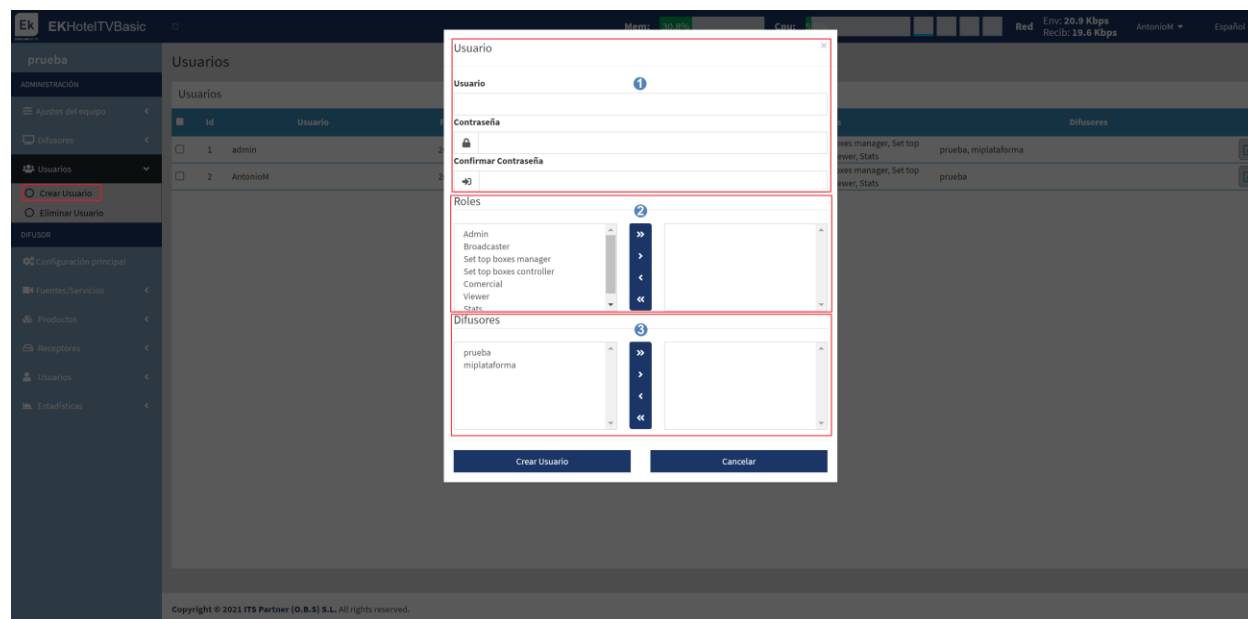 Ek EKHotelTVBasic
Mem: 30.8% Cpu:
Red
Env: 20.9 Kbps
Recib: 19.6 Kbps
AntonioM
Español
prueba
ADMINISTRACIÓN
Ajustes del equipo
Difusores
Usuarios
Crear Usuario
Eliminar Usuario
DIFUSOR
Configuración principal
Fuentes/Servicios
Productos
Receptores
Usuarios
Estadísticas
Usuarios
Usuarios
Id Usuario Difusores
1 admin
manager, Set top
Stats
prueba, miplataforma
2 AntonioM
manager, Set top
Stats
prueba
Usuario ×
1
Usuario
Contraseña
Confirmar Contraseña
Roles
2
Admin
Broadcaster
Set top boxes manager
Set top boxes controller
Comercial
Viewer
Stats
» › ‹ «
Difusores
3
prueba
miplataforma
» › ‹ «
Crear Usuario Cancelar
Copyright © 2021 ITS Partner (O.B.S) S.L. All rights reserved.